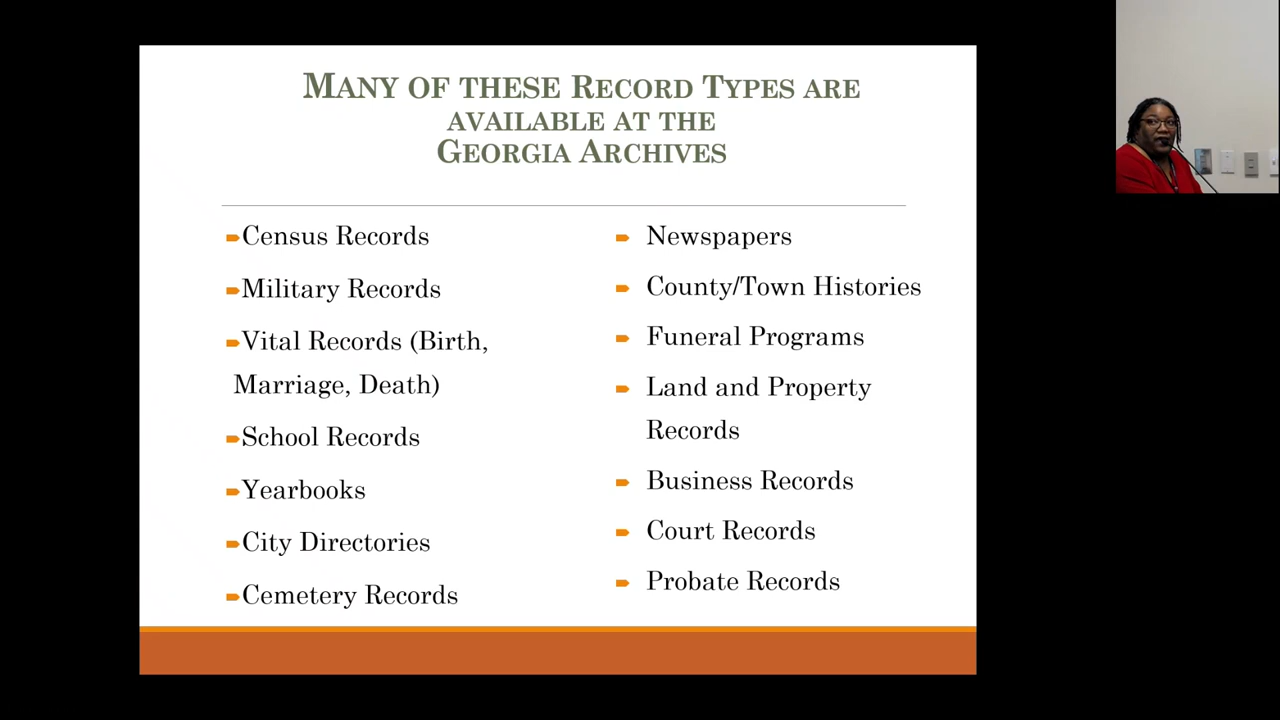 MANY OF THESE RECORD TYPES ARE
AVAILABLE AT THE
GEORGIA ARCHIVES
Census Records
Military Records
Vital Records (Birth,
Marriage, Death)
School Records
Yearbooks
City Directories
Cemetery Records
Newspapers
County/Town Histories
Funeral Programs
Land and Property
Records
Business Records
Court Records
Probate Records